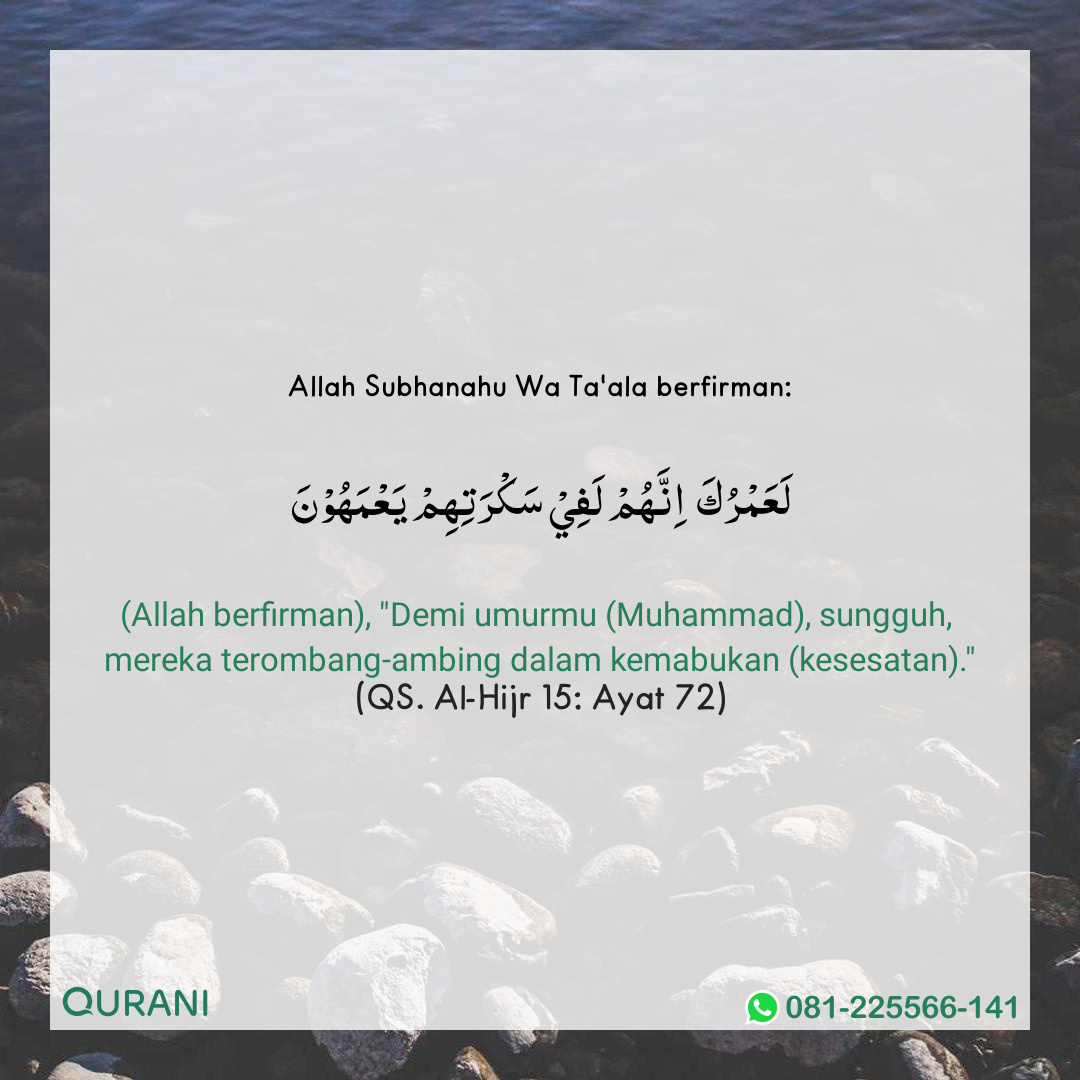 Allah Subhanahu Wa Ta'ala berfirman:
لَعَمْرُكَ اِنَّهُمْ لَفِيْ سَكْرَتِهِمْ يَعْمَهُوْنَ
(Allah berfirman), "Demi umurmu (Muhammad), sungguh,
mereka terombang-ambing dalam kemabukan (kesesatan)."
(QS. Al-Hijr 15: Ayat 72)
QURANI
081-225566-141